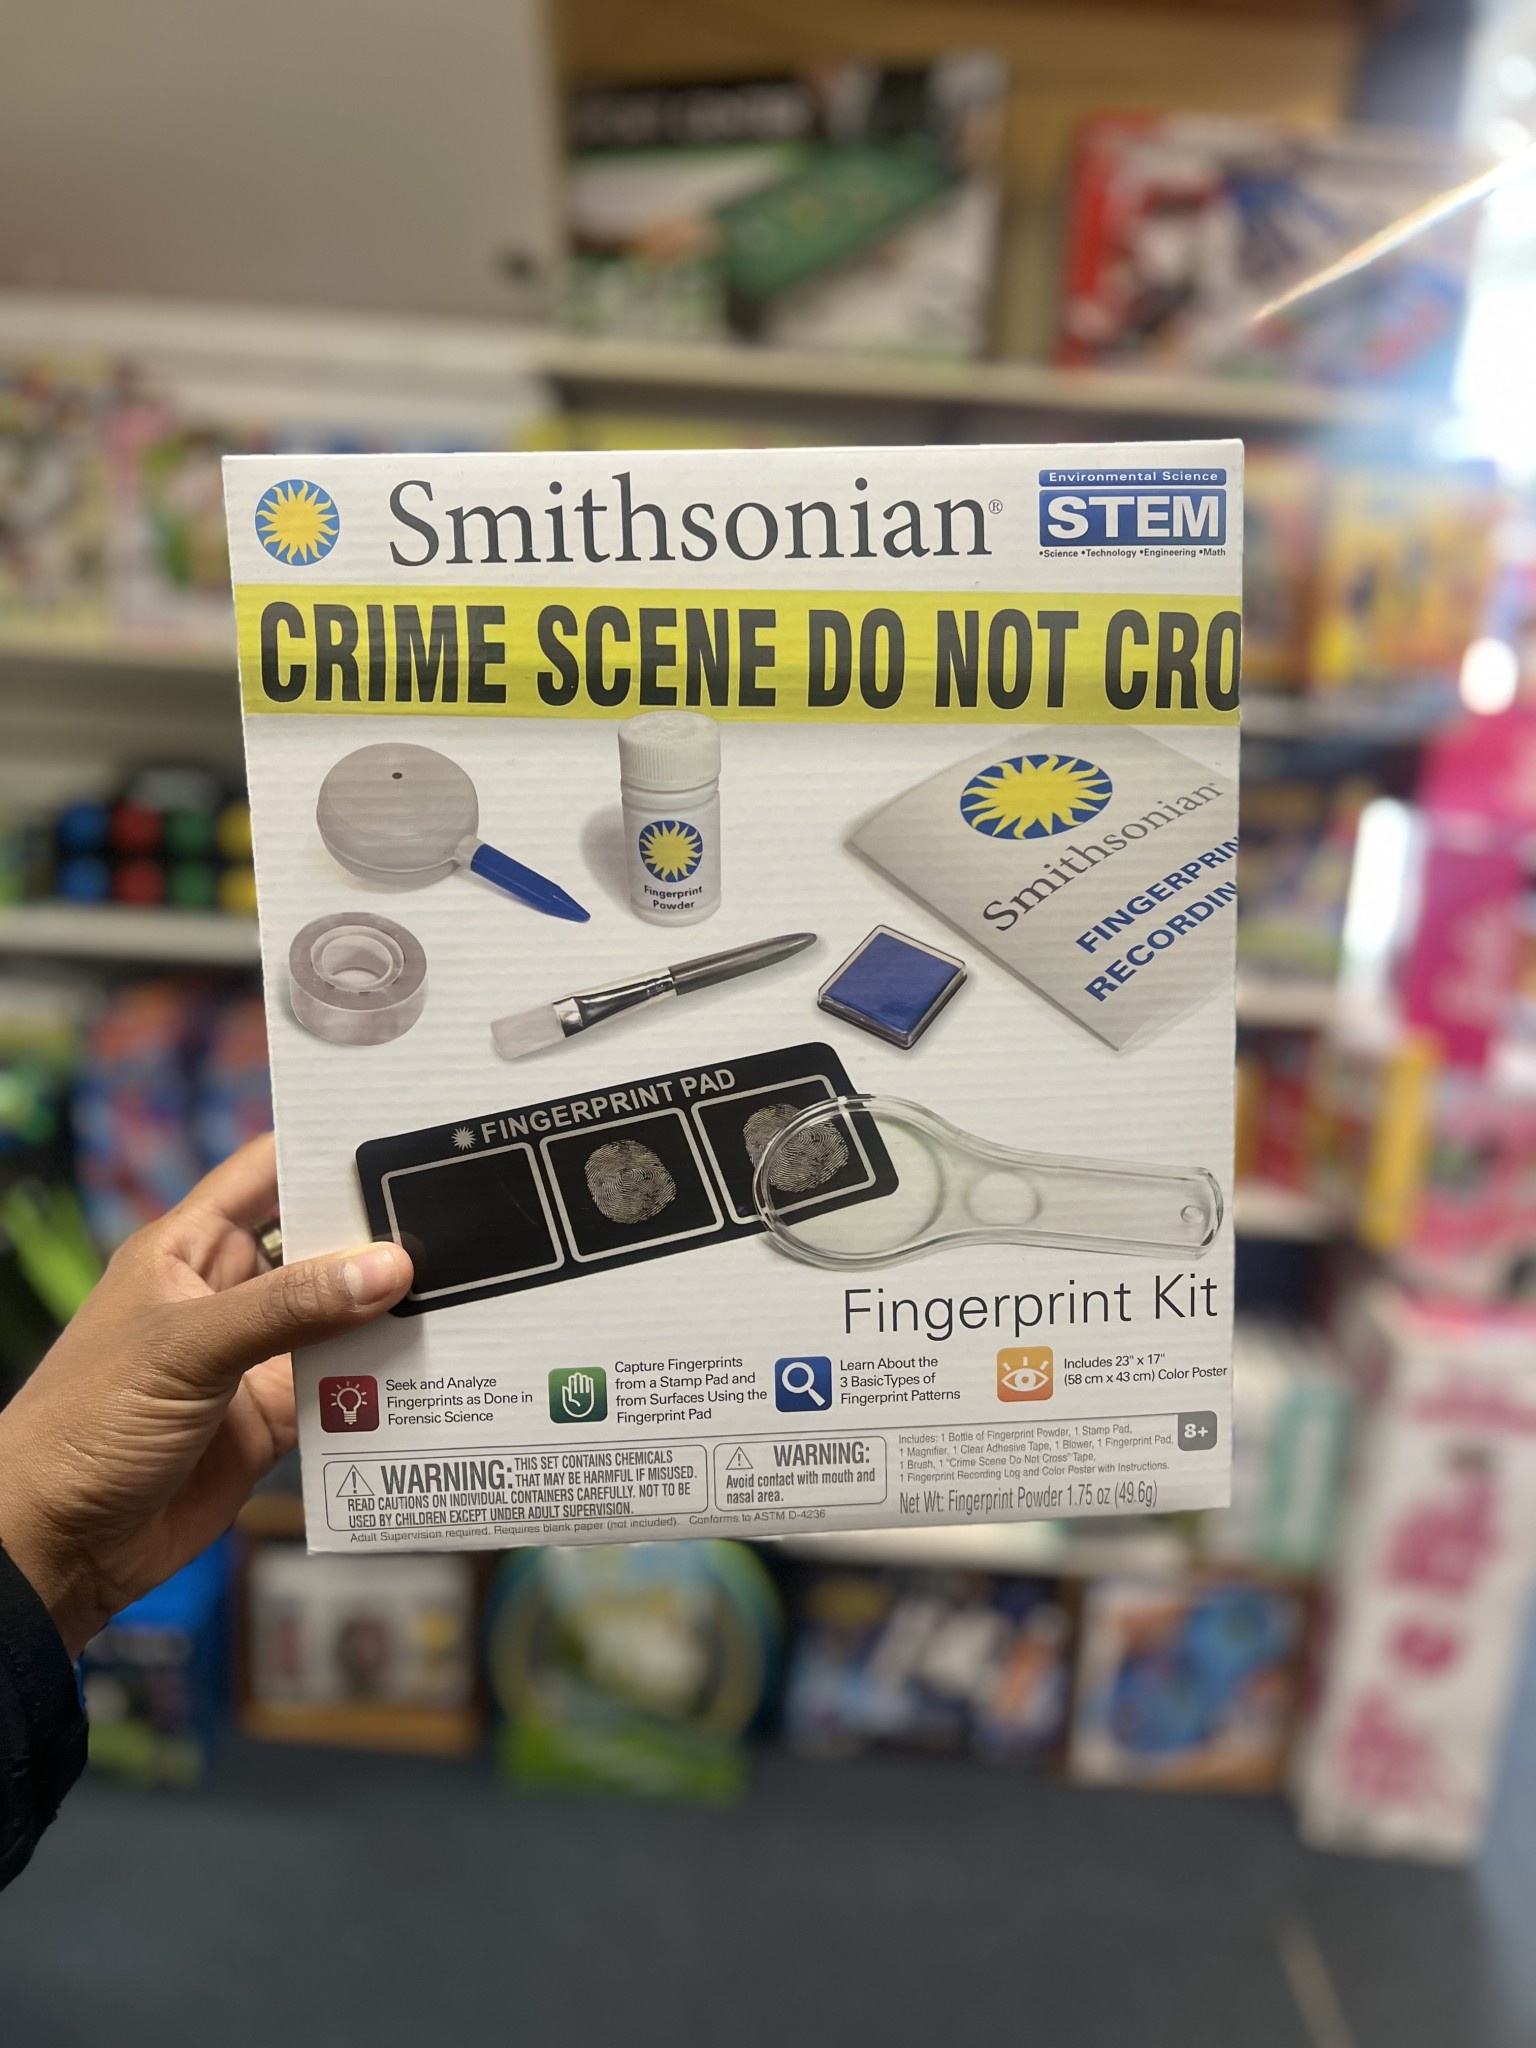 Smithsonian®
Environmental Science
STEM
•Science •Technology •Engineering •Math
CRIME SCENE DO NOT CRO
Fingerprint
Powder
Smithsonian
FINGERPRIN
RECORDIN
FINGERPRINT PAD
Fingerprint Kit
Seek and Analyze
Fingerprints as Done in
Forensic Science
Capture Fingerprints
from a Stamp Pad and
from Surfaces Using the
Fingerprint Pad
Learn About the
3 Basic Types of
Fingerprint Patterns
Includes 23" x 17"
(58 cm x 43 cm) Color Poster
WARNING: THIS SET CONTAINS CHEMICALS
THAT MAY BE HARMFUL IF MISUSED.
READ CAUTIONS ON INDIVIDUAL CONTAINERS CAREFULLY. NOT TO BE
USED BY CHILDREN EXCEPT UNDER ADULT SUPERVISION.
WARNING:
Avoid contact with mouth and
nasal area.
Includes: 1 Bottle of Fingerprint Powder, 1 Stamp Pad,
1 Magnifier, 1 Clear Adhesive Tape, 1 Blower, 1 Fingerprint Pad,
1 Brush, 1 "Crime Scene Do Not Cross" Tape,
1 Fingerprint Recording Log and Color Poster with Instructions.
8+
Net Wt: Fingerprint Powder 1.75 oz (49.6g)
Adult Supervision required. Requires blank paper (not included). Conforms to ASTM D-4236